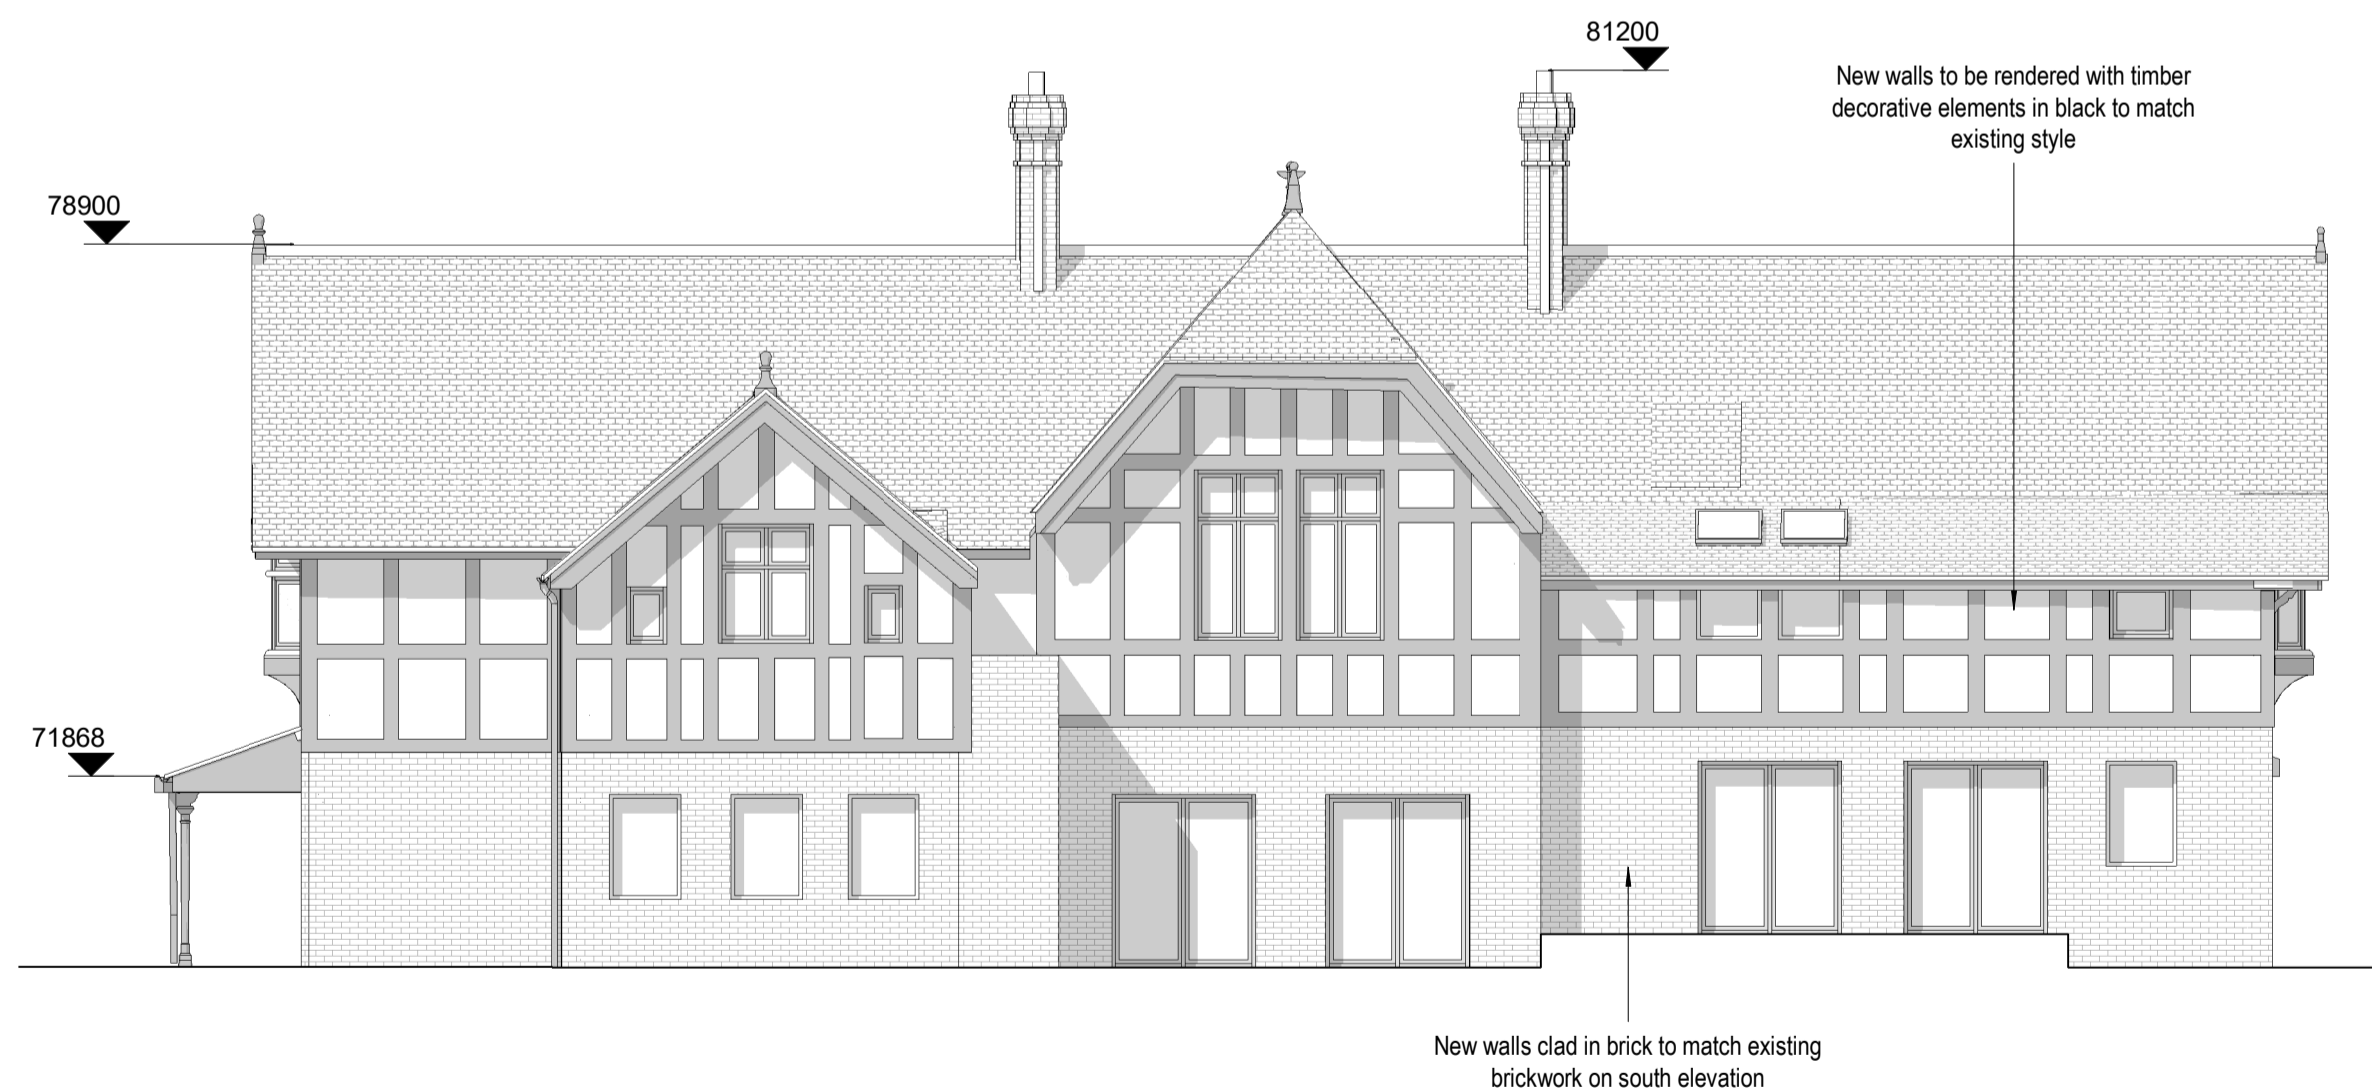 81200
New walls to be rendered with timber
decorative elements in black to match
existing style
78900
71868
New walls clad in brick to match existing
brickwork on south elevation